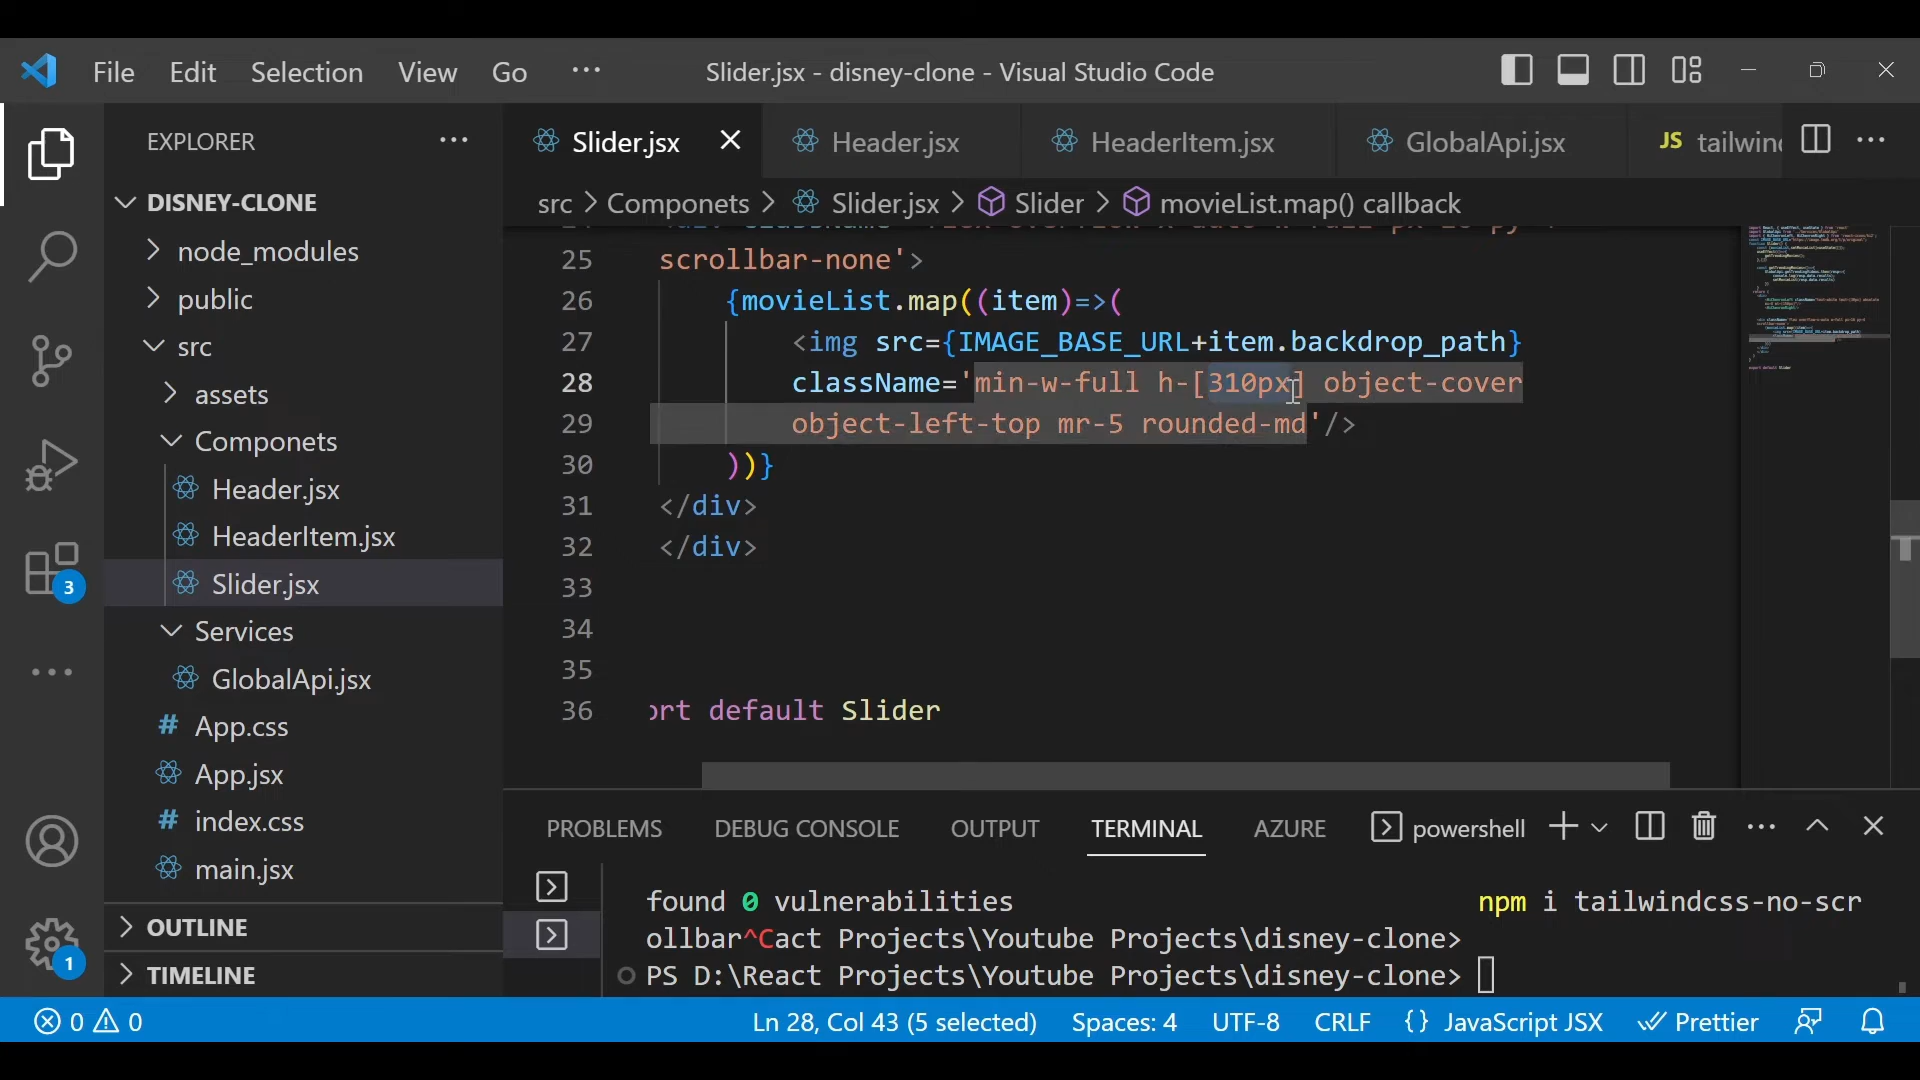 File Edit Selection View Go ··· Slider.jsx - disney-clone - Visual Studio Code
EXPLORER ···
DISNEY-CLONE
node_modules
public
src
assets
Componets
Header.jsx
HeaderItem.jsx
Slider.jsx
Services
GlobalApi.jsx
App.css
App.jsx
index.css
main.jsx
OUTLINE
TIMELINE
3
1
Slider.jsx Header.jsx HeaderItem.jsx GlobalApi.jsx JS tailwin
src > Componets > Slider.jsx > Slider > movieList.map() callback
25 scrollbar-none'>
26 {movieList.map((item)=>(
27 <img src={IMAGE_BASE_URL+item.backdrop_path}
28 className='min-w-full h-[310px] object-cover
29 object-left-top mr-5 rounded-md'/>
30 ))}
31 </div>
32 </div>
33
34
35
36 ort default Slider
PROBLEMS DEBUG CONSOLE OUTPUT TERMINAL AZURE powershell
found 0 vulnerabilities npm i tailwindcss-no-scr
ollbar^Cact Projects\Youtube Projects\disney-clone>
PS D:\React Projects\Youtube Projects\disney-clone>
0 0 Ln 28, Col 43 (5 selected) Spaces: 4 UTF-8 CRLF {} JavaScript JSX Prettier